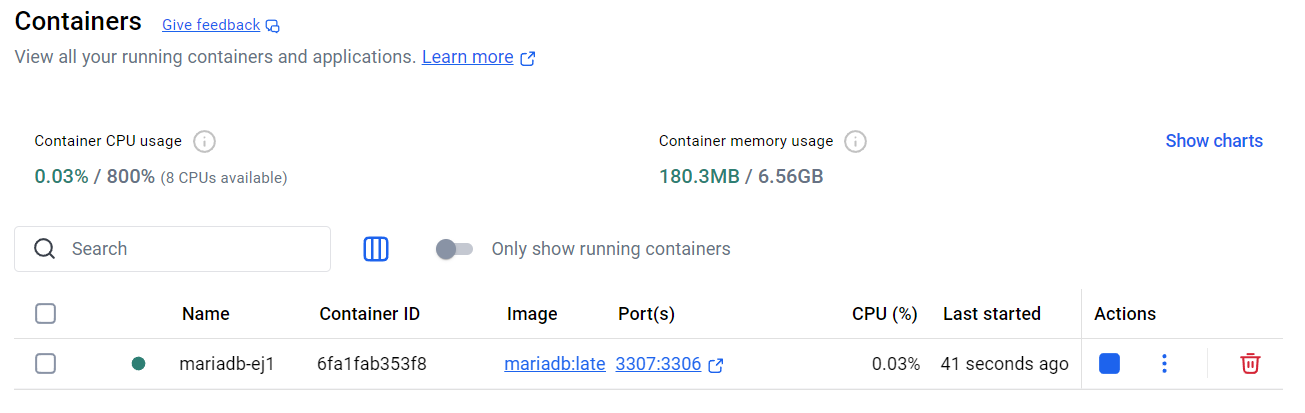 Containers Give feedback
View all your running containers and applications. Learn more
Container CPU usage Container memory usage Show charts
0.03% / 800% (8 CPUs available) 180.3MB / 6.56GB
Search Only show running containers
Name Container ID Image Port(s) CPU (%) Last started Actions
mariadb-ej1 6fa1fab353f8 mariadb:late 3307:3306 0.03% 41 seconds ago